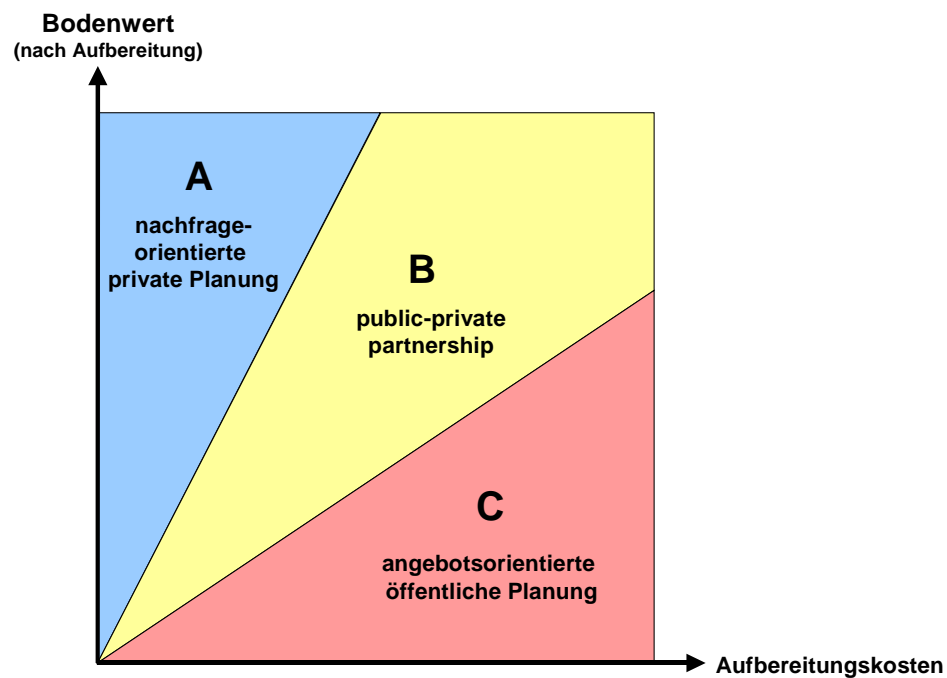 Bodenwert
(nach Aufbereitung)
A
nachfrage-
orientierte
private Planung
B
public-private
partnership
C
angebotsorientierte
öffentliche Planung
Aufbereitungskosten